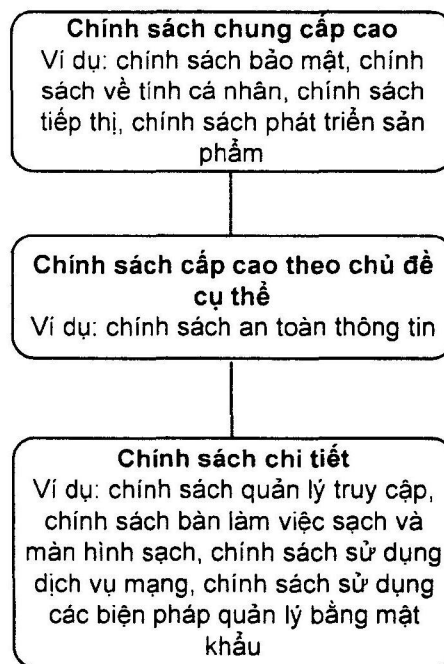 Chính sách chung cấp cao
Ví dụ: chính sách bảo mật, chính
sách về tính cá nhân, chính sách
tiếp thị, chính sách phát triển sản
phẩm
Chính sách cấp cao theo chủ đề
cụ thể
Ví dụ: chính sách an toàn thông tin
Chính sách chi tiết
Ví dụ: chính sách quản lý truy cập,
chính sách bàn làm việc sạch và
màn hình sạch, chính sách sử dụng
dịch vụ mạng, chính sách sử dụng
các biện pháp quản lý bằng mật
khẩu